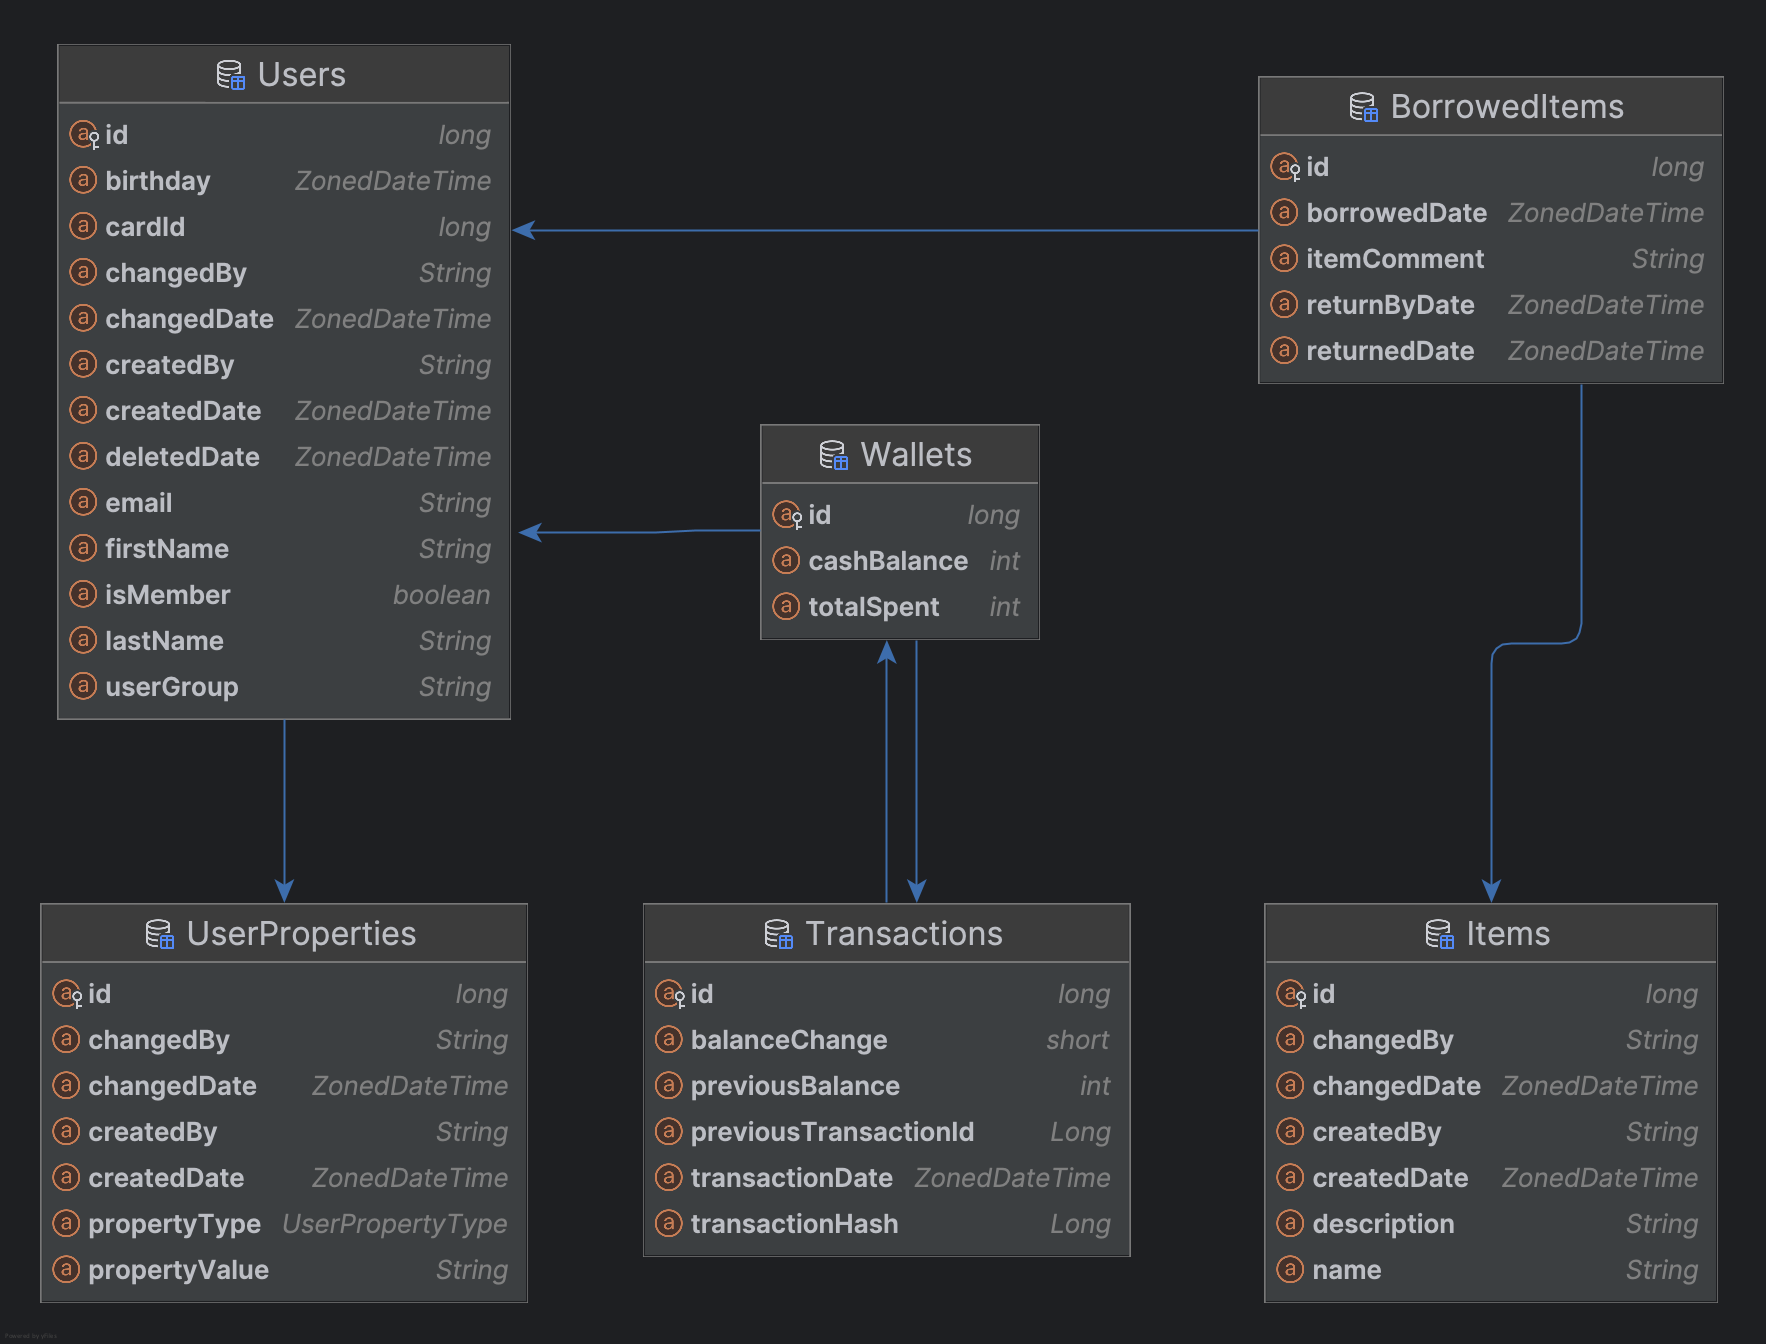 Users
id long
birthday ZonedDateTime
cardId long
changedBy String
changedDate ZonedDateTime
createdBy String
createdDate ZonedDateTime
deletedDate ZonedDateTime
email String
firstName String
isMember boolean
lastName String
userGroup String
BorrowedItems
id long
borrowedDate ZonedDateTime
itemComment String
returnByDate ZonedDateTime
returnedDate ZonedDateTime
Wallets
id long
cashBalance int
totalSpent int
UserProperties
id long
changedBy String
changedDate ZonedDateTime
createdBy String
createdDate ZonedDateTime
propertyType UserPropertyType
propertyValue String
Transactions
id long
balanceChange short
previousBalance int
previousTransactionId Long
transactionDate ZonedDateTime
transactionHash Long
Items
id long
changedBy String
changedDate ZonedDateTime
createdBy String
createdDate ZonedDateTime
description String
name String
Powered by yFiles